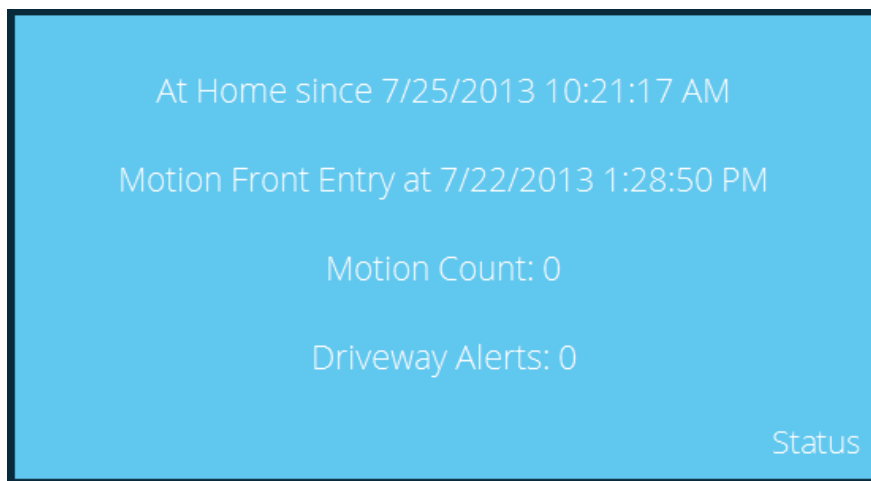 At Home since 7/25/2013 10:21:17 AM
Motion Front Entry at 7/22/2013 1:28:50 PM
Motion Count: 0
Driveway Alerts: 0
Status